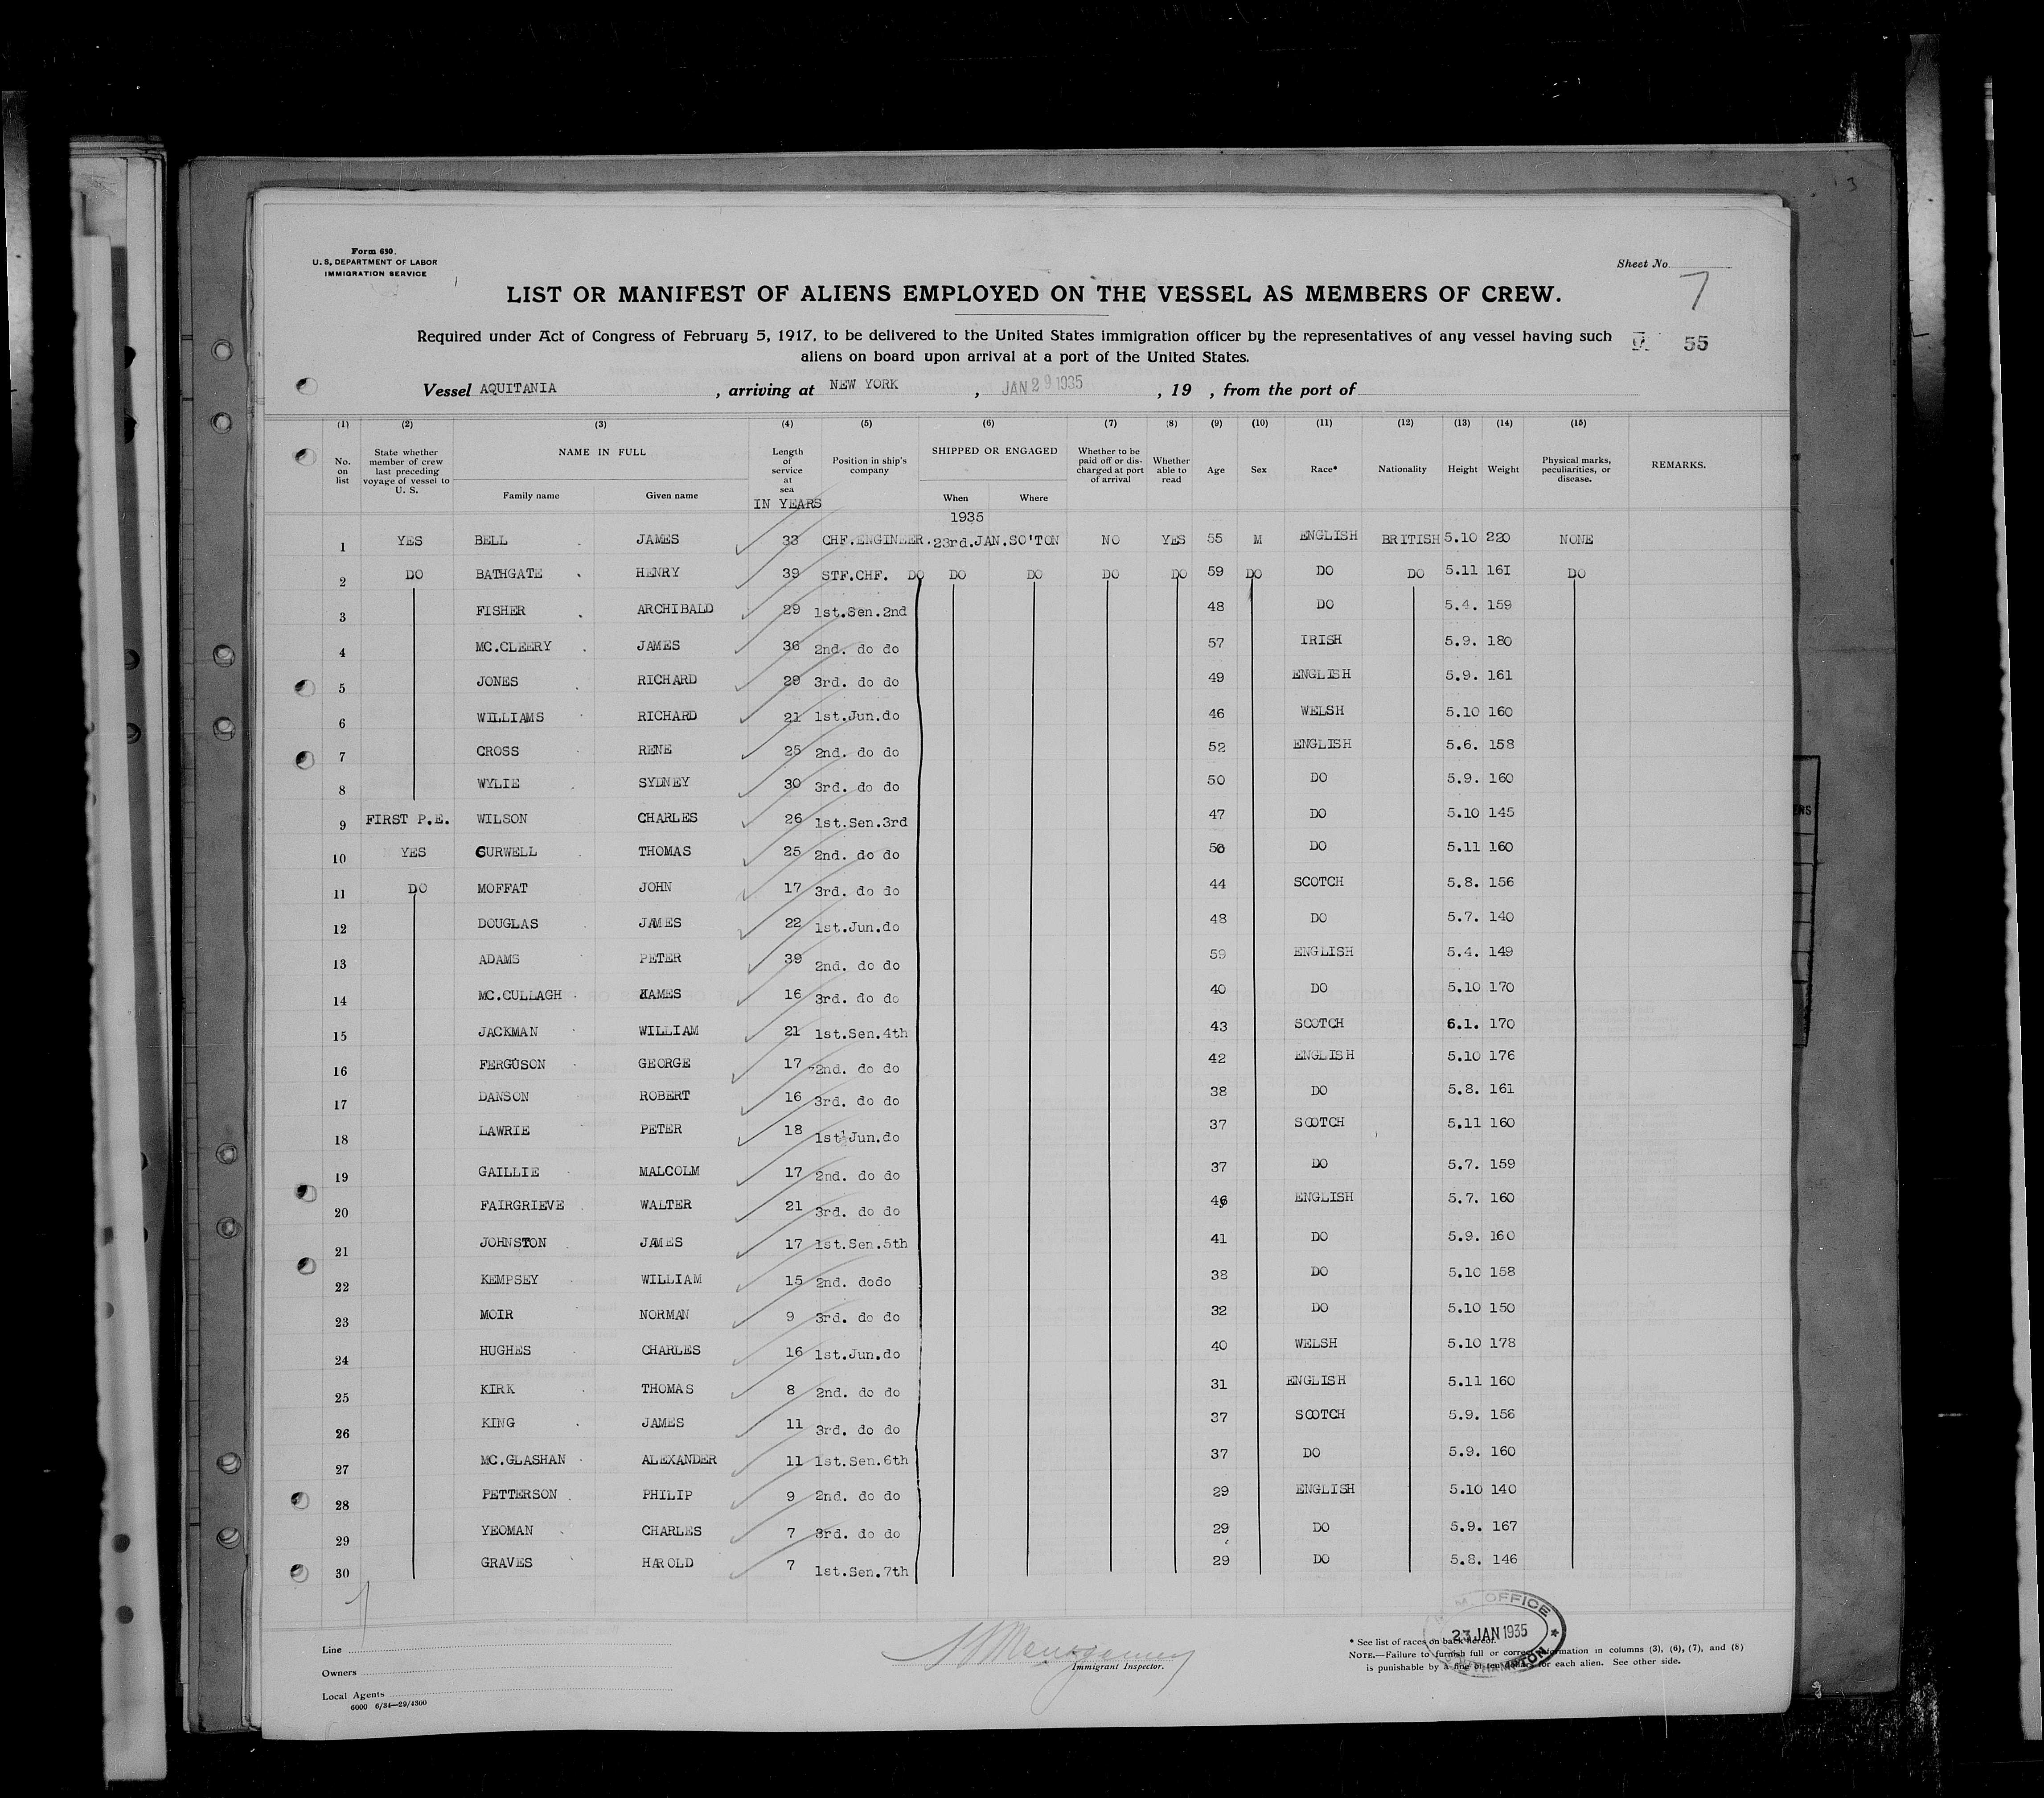 Form 680.
U. S. DEPARTMENT OF LABOR
IMMIGRATION SERVICE
Sheet No. 7
LIST OR MANIFEST OF ALIENS EMPLOYED ON THE VESSEL AS MEMBERS OF CREW.
Required under Act of Congress of February 5, 1917, to be delivered to the United States immigration officer by the representatives of any vessel having such
aliens on board upon arrival at a port of the United States.
55
Vessel AQUITANIA , arriving at NEW YORK , JAN 29 1935 , 19 , from the port of
(1) (2) (3) (4) (5) (6) (7) (8) (9) (10) (11) (12) (13) (14) (15)
No. on list State whether member of crew last preceding voyage of vessel to U. S. NAME IN FULL Family name Given name Length of service at sea IN YEARS Position in ship's company SHIPPED OR ENGAGED When Where Whether to be paid off or discharged at port of arrival Whether able to read Age Sex Race* Nationality Height Weight Physical marks, peculiarities, or disease. REMARKS.
1935
1 YES BELL JAMES 33 CHF.ENGINEER. 23rd.JAN. SO'TON NO YES 55 M ENGLISH BRITISH 5.10 220 NONE
2 DO BATHGATE HENRY 39 STF.CHF. DO DO DO DO DO 59 DO DO DO 5.11 161 DO
3 FISHER ARCHIBALD 29 1st.Sen.2nd 48 DO 5.4. 159
4 MC.CLEERY JAMES 36 2nd. do do 57 IRISH 5.9. 180
5 JONES RICHARD 29 3rd. do do 49 ENGLISH 5.9. 161
6 WILLIAMS RICHARD 21 1st.Jun.do 46 WELSH 5.10 160
7 CROSS RENE 25 2nd. do do 52 ENGLISH 5.6. 158
8 WYLIE SYDNEY 30 3rd. do do 50 DO 5.9. 160
9 FIRST P.E. WILSON CHARLES 26 1st.Sen.3rd 47 DO 5.10 145
10 YES CURWELL THOMAS 25 2nd. do do 50 DO 5.11 160
11 DO MOFFAT JOHN 17 3rd. do do 44 SCOTCH 5.8. 156
12 DOUGLAS JAMES 22 1st.Jun.do 48 DO 5.7. 140
13 ADAMS PETER 39 2nd. do do 59 ENGLISH 5.4. 149
14 MC.CULLAGH JAMES 16 3rd. do do 40 DO 5.10 170
15 JACKMAN WILLIAM 21 1st.Sen.4th 43 SCOTCH 6.1. 170
16 FERGUSON GEORGE 17 2nd. do do 42 ENGLISH 5.10 176
17 DANSON ROBERT 16 3rd. do do 38 DO 5.8. 161
18 LAWRIE PETER 18 1st Jun.do 37 SCOTCH 5.11 160
19 GAILLIE MALCOLM 17 2nd. do do 37 DO 5.7. 159
20 FAIRGRIEVE WALTER 21 3rd. do do 46 ENGLISH 5.7. 160
21 JOHNSTON JAMES 17 1st.Sen.5th 41 DO 5.9. 160
22 KEMPSEY WILLIAM 15 2nd. dodo 38 DO 5.10 158
23 MOIR NORMAN 9 3rd. do do 32 DO 5.10 150
24 HUGHES CHARLES 16 1st.Jun.do 40 WELSH 5.10 178
25 KIRK THOMAS 8 2nd. do do 31 ENGLISH 5.11 160
26 KING JAMES 11 3rd. do do 37 SCOTCH 5.9. 156
27 MC.GLASHAN ALEXANDER 11 1st.Sen.6th 37 DO 5.9. 160
28 PETTERSON PHILIP 9 2nd. do do 29 ENGLISH 5.10 140
29 YEOMAN CHARLES 7 3rd. do do 29 DO 5.9. 167
30 GRAVES HAROLD 7 1st.Sen.7th 29 DO 5.8. 146
Line
Owners
Local Agents
6000 6/34—29/4300
Immigrant Inspector.
OFFICE
23 JAN 1935
* See list of races on back hereof.
NOTE.—Failure to furnish full or correct information in columns (3), (6), (7), and (8)
is punishable by a fine of ten dollars for each alien. See other side.